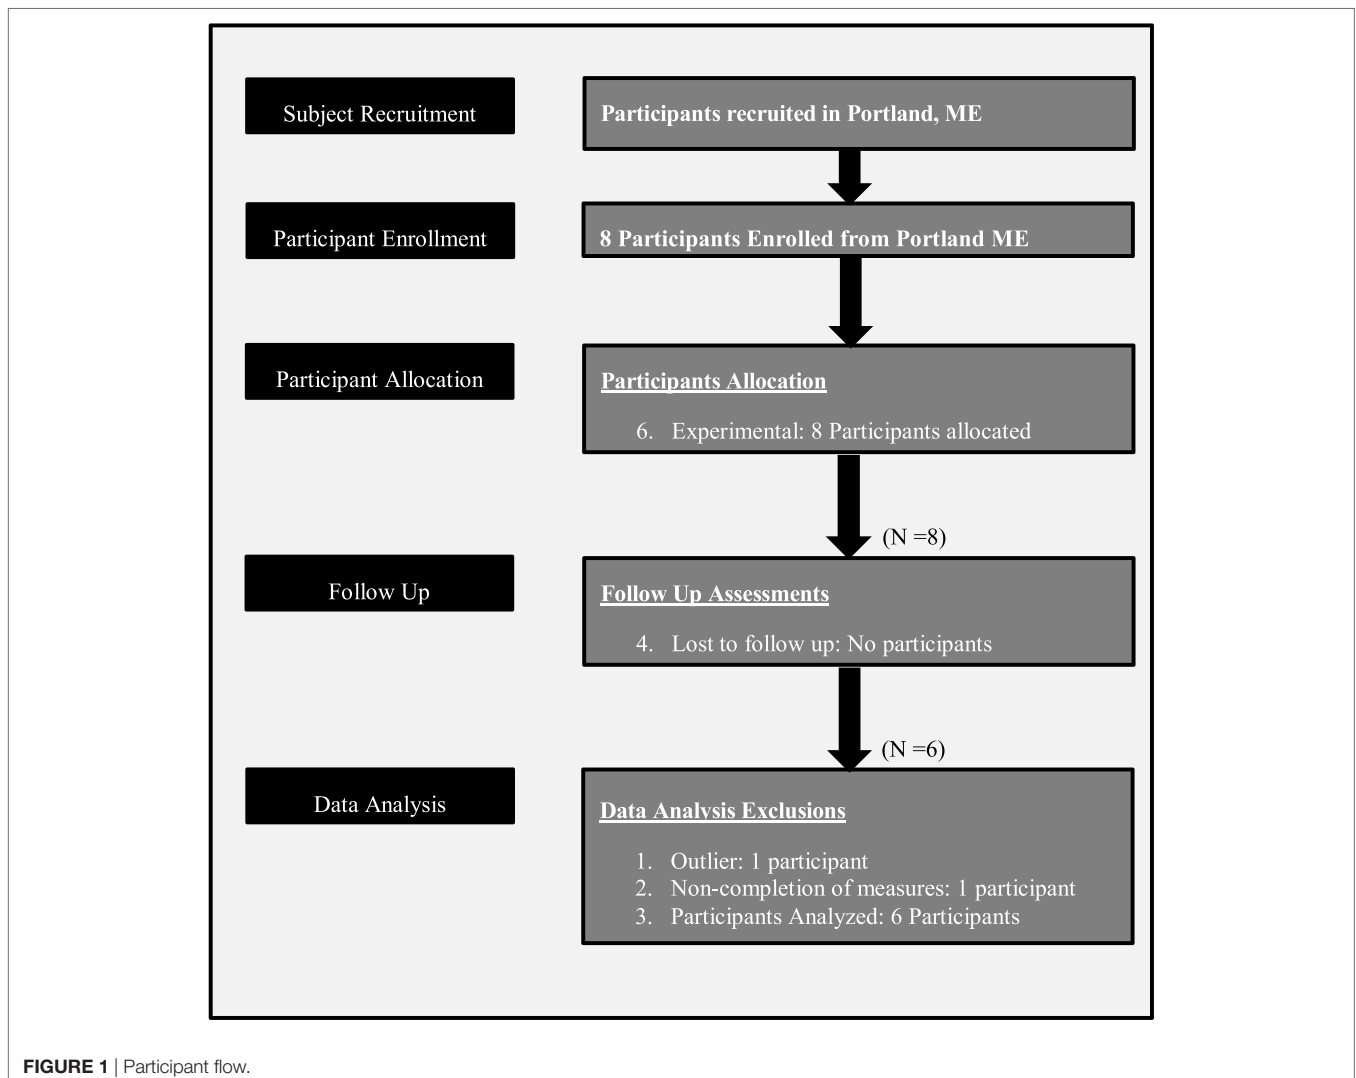 Subject Recruitment
Participants recruited in Portland, ME
Participant Enrollment
8 Participants Enrolled from Portland ME
Participant Allocation
Participants Allocation
6. Experimental: 8 Participants allocated
(N =8)
Follow Up
Follow Up Assessments
4. Lost to follow up: No participants
(N =6)
Data Analysis
Data Analysis Exclusions
1. Outlier: 1 participant
2. Non-completion of measures: 1 participant
3. Participants Analyzed: 6 Participants
FIGURE 1 | Participant flow.